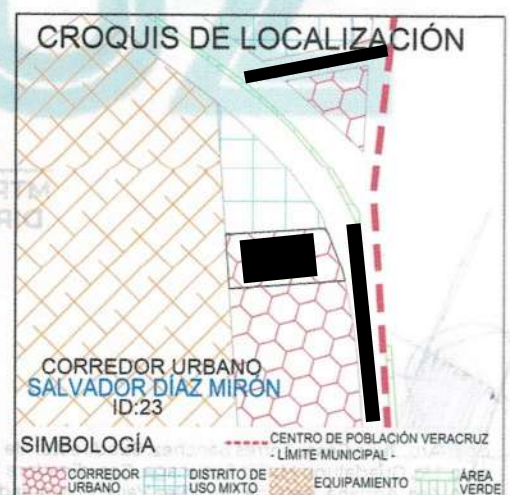 CROQUIS DE LOCALIZACIÓN
CORREDOR URBANO
SALVADOR DÍAZ MIRÓN
ID:23
SIMBOLOGÍA
CENTRO DE POBLACIÓN VERACRUZ
- LÍMITE MUNICIPAL -
CORREDOR
URBANO
DISTRITO DE
USO MIXTO
EQUIPAMIENTO
ÁREA
VERDE